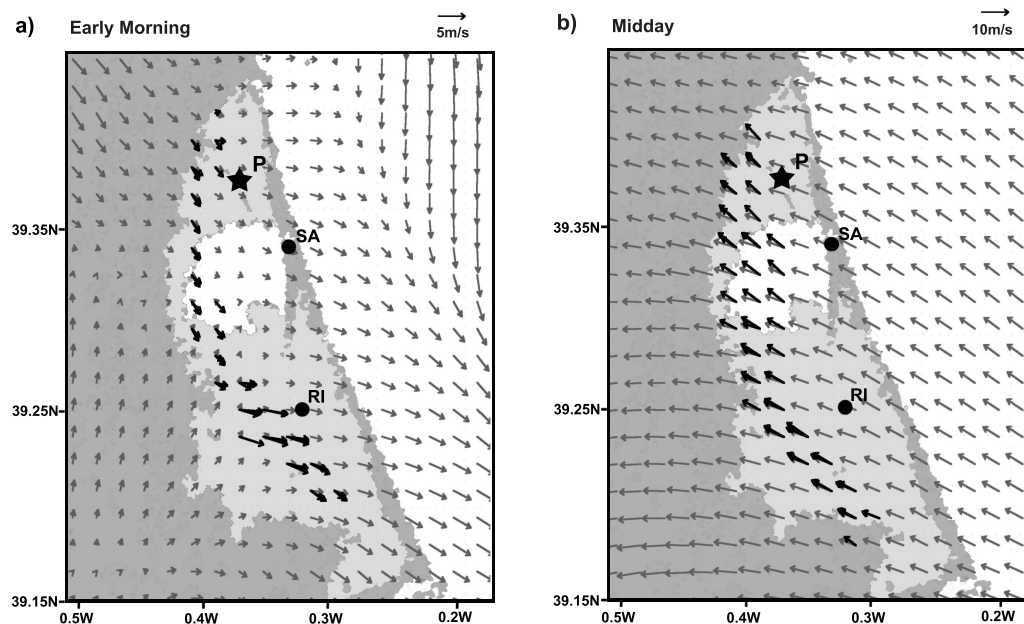 a) Early Morning 5m/s
P
SA
RI
39.35N
39.25N
39.15N
0.5W 0.4W 0.3W 0.2W
b) Midday 10m/s
P
SA
RI
39.35N
39.25N
39.15N
0.5W 0.4W 0.3W 0.2W